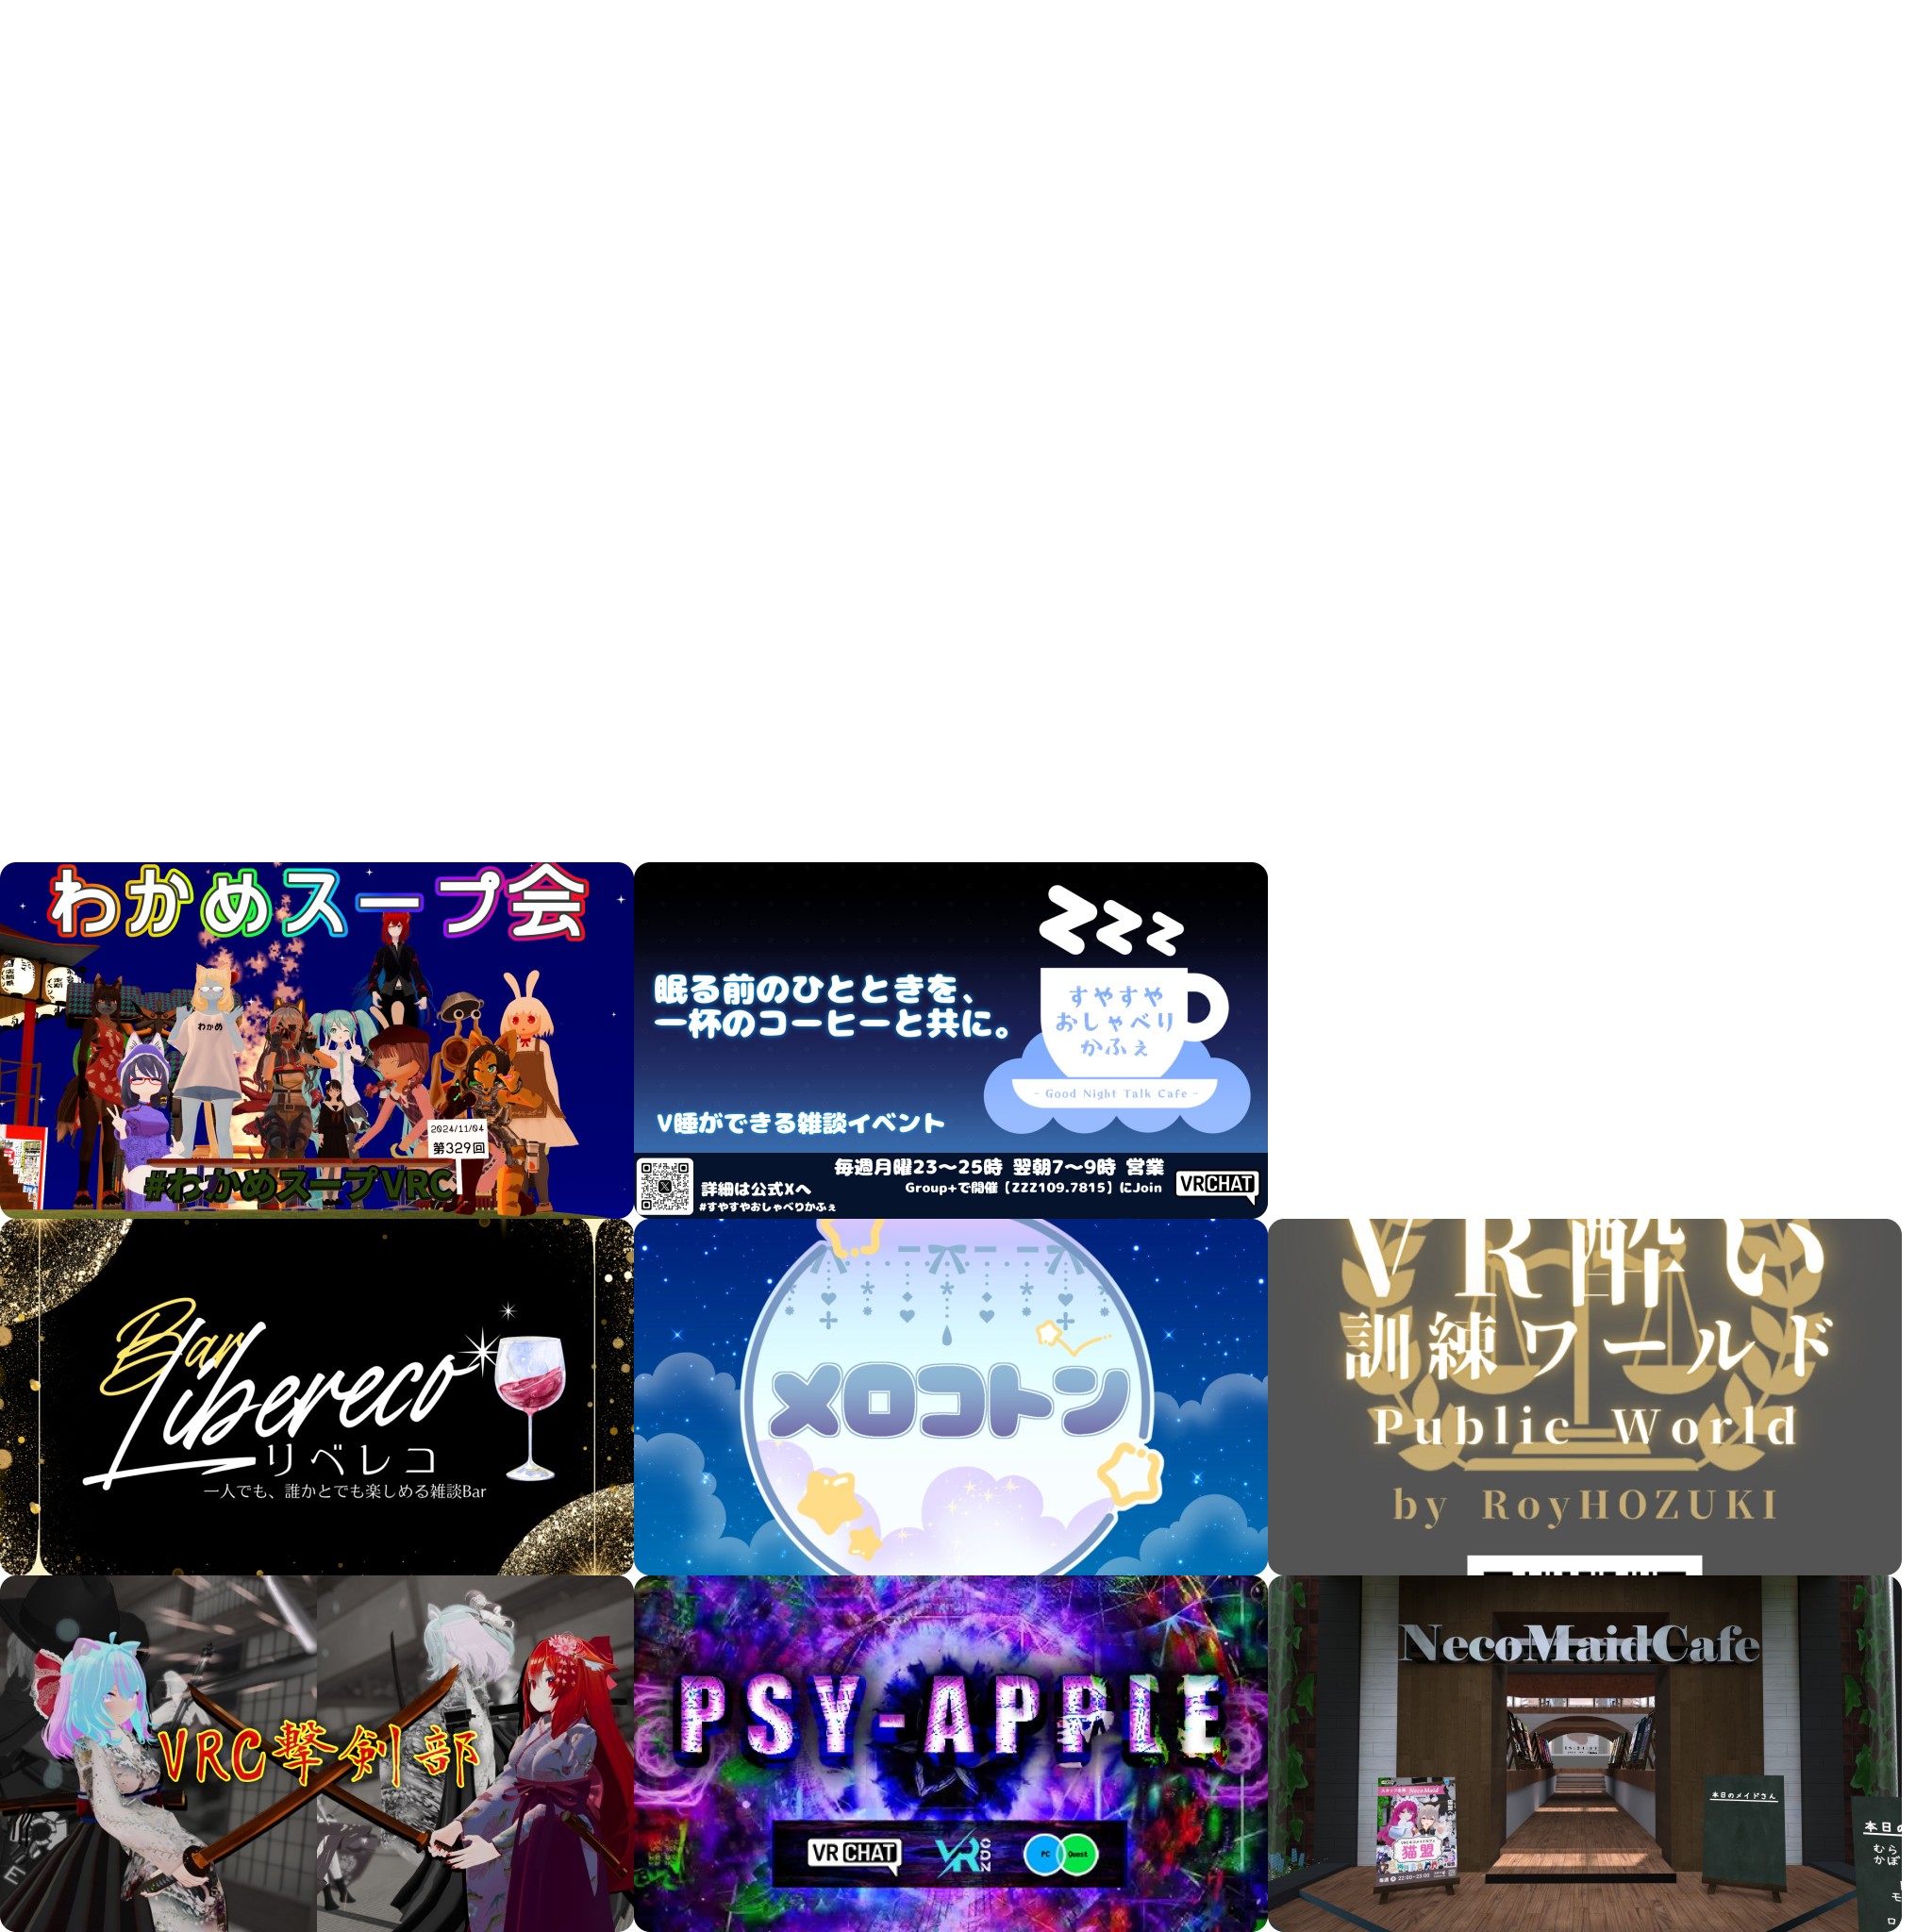 わかめスープ会
わかめ
2024/11/04
第329回
#わかめスープVRC
zzz
眠る前のひとときを、
一杯のコーヒーと共に。
すやすや
おしゃべり
かふぇ
- Good Night Talk Cafe -
V睡ができる雑談イベント
毎週月曜23〜25時 翌朝7〜9時 営業
Group+で開催【ZZZ109.7815】にJoin
詳細は公式Xへ
#すやすやおしゃべりかふぇ
VRCHAT
Bar
Libereco
リベレコ
一人でも、誰かとでも楽しめる雑談Bar
メロコトン
VR酔い
訓練ワールド
Public World
by RoyHOZUKI
VRC撃剣部
PSY-APPLE
VRCHAT
PC
Quest
NecoMaidCafe
NecoMaid
猫盟
本日のメイドさん